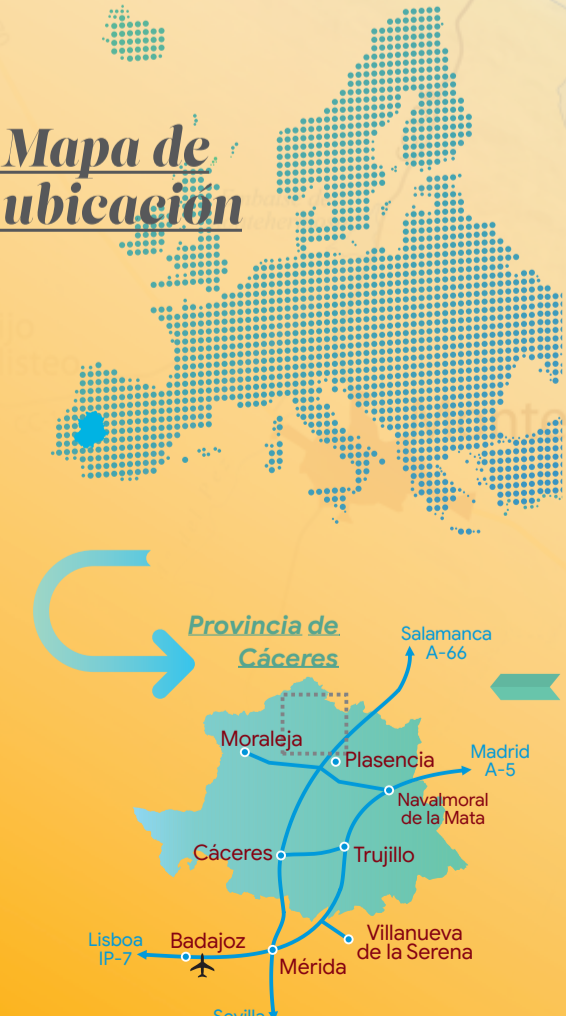 Mapa de
ubicación
Provincia de
Cáceres
Salamanca
A-66
Moraleja
Plasencia
Madrid
A-5
Navalmoral
de la Mata
Cáceres
Trujillo
Lisboa
IP-7
Badajoz
Villanueva
de la Serena
Mérida
Sevilla